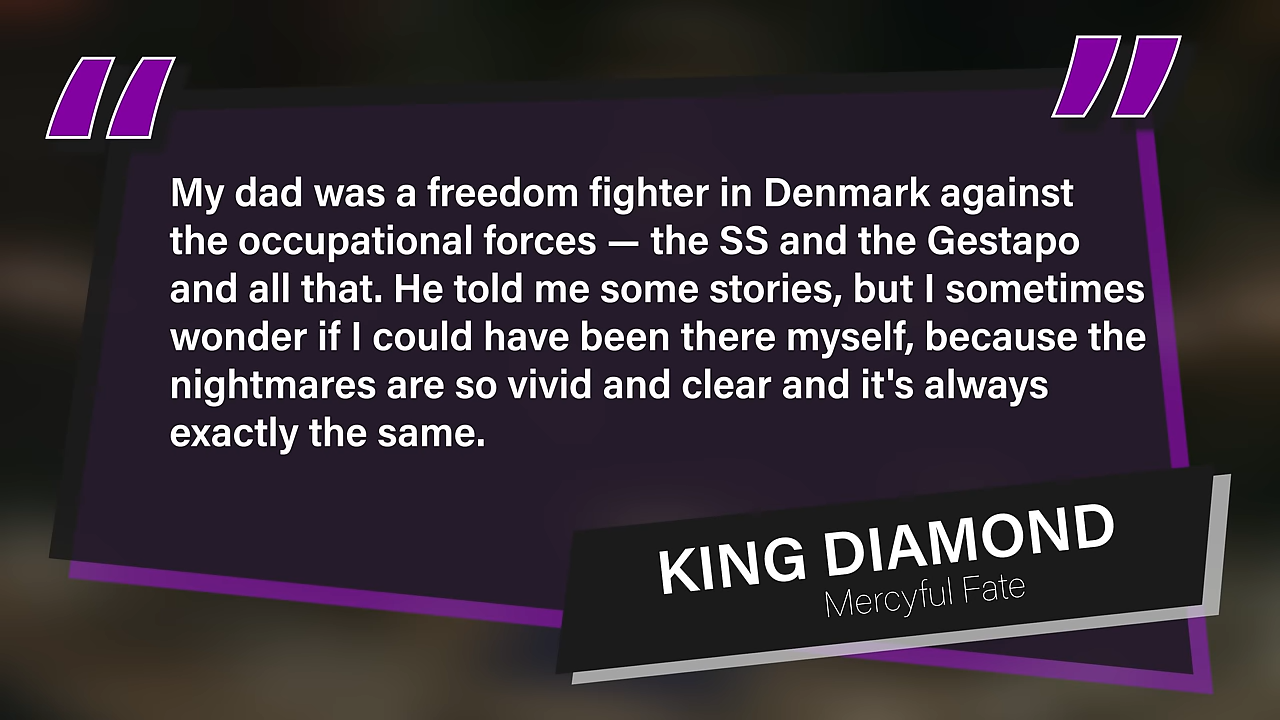 “
”
My dad was a freedom fighter in Denmark against
the occupational forces — the SS and the Gestapo
and all that. He told me some stories, but I sometimes
wonder if I could have been there myself, because the
nightmares are so vivid and clear and it's always
exactly the same.
KING DIAMOND
Mercyful Fate